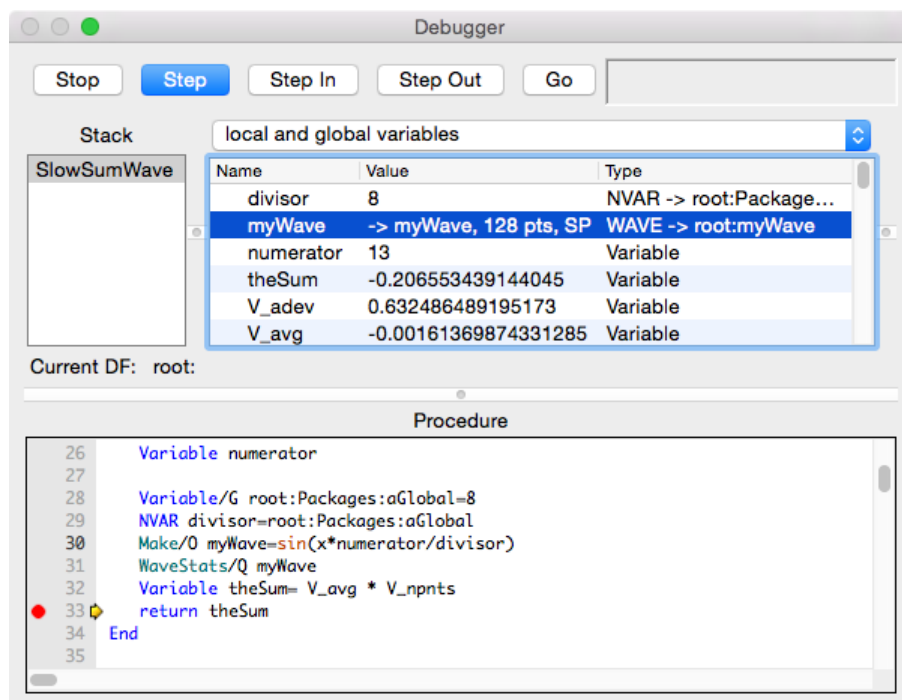 Debugger
Stop Step Step In Step Out Go
Stack local and global variables
SlowSumWave
Name Value Type
divisor 8 NVAR -> root:Package...
myWave -> myWave, 128 pts, SP WAVE -> root:myWave
numerator 13 Variable
theSum -0.206553439144045 Variable
V_adev 0.632486489195173 Variable
V_avg -0.00161369874331285 Variable
Current DF: root:
Procedure
26 Variable numerator
27
28 Variable/G root:Packages:aGlobal=8
29 NVAR divisor=root:Packages:aGlobal
30 Make/O myWave=sin(x*numerator/divisor)
31 WaveStats/Q myWave
32 Variable theSum= V_avg * V_npnts
33 return theSum
34 End
35